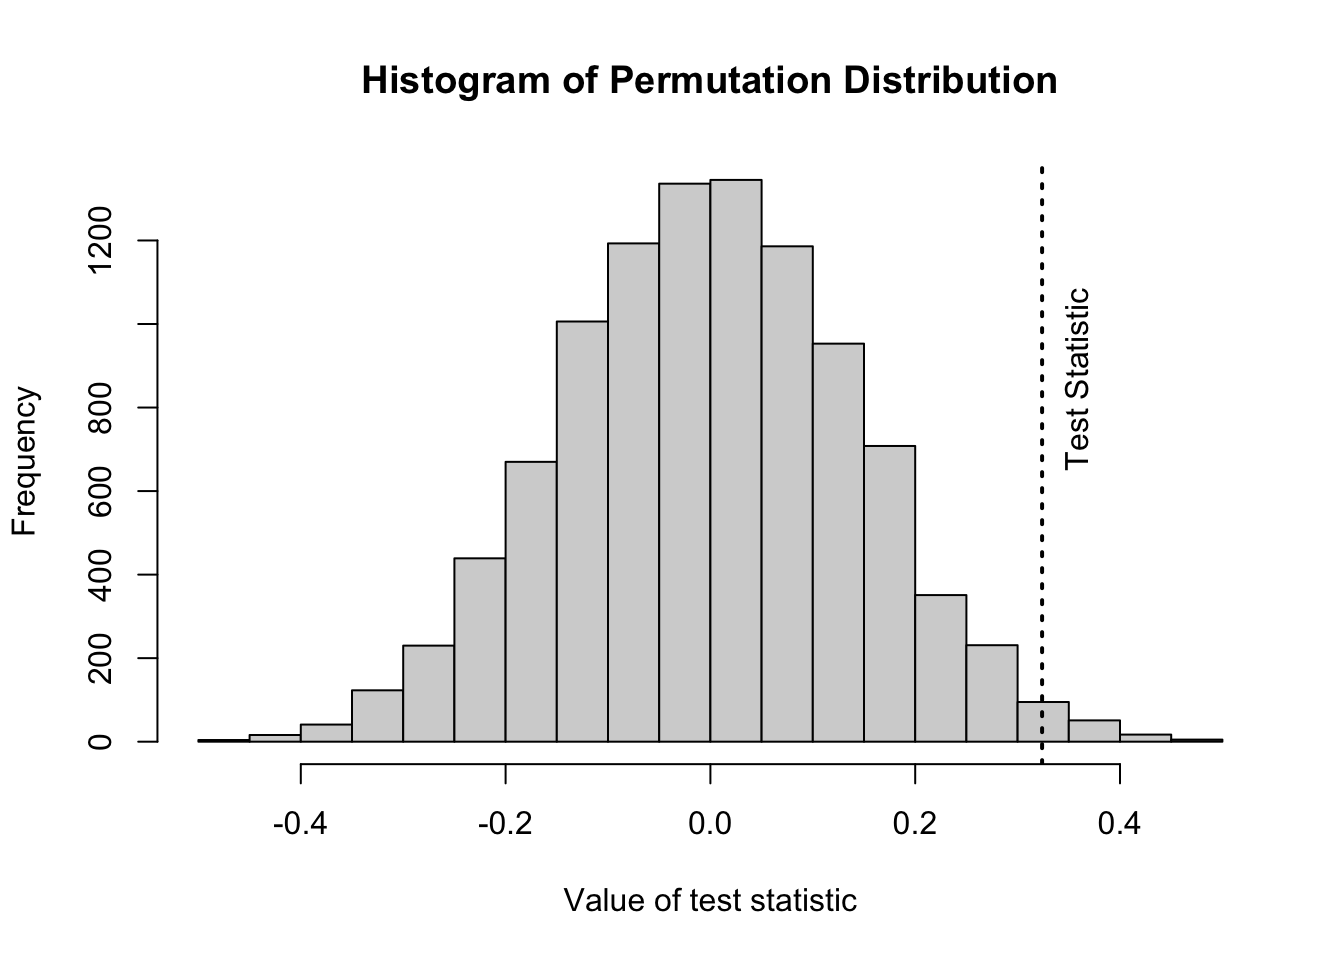 Histogram of Permutation Distribution
Frequency
1200
800
600
400
200
0
Test Statistic
-0.4 -0.2 0.0 0.2 0.4
Value of test statistic